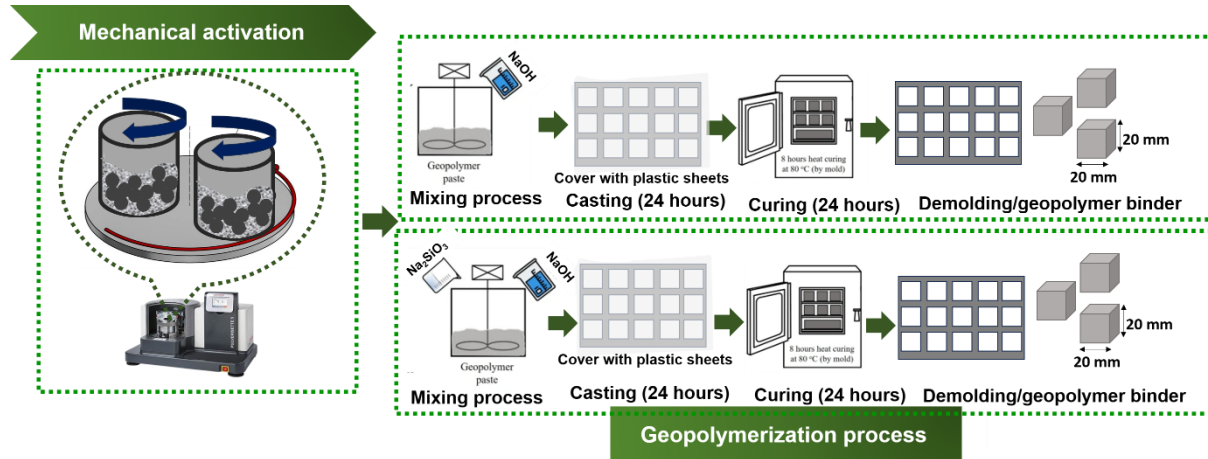 Mechanical activation
NaOH
Geopolymer
paste
Mixing process
Cover with plastic sheets
Casting (24 hours)
8 hours heat curing
at 80 °C (by mold)
Curing (24 hours)
20 mm
20 mm
Demolding/geopolymer binder
Na₂SiO₃
NaOH
Geopolymer
paste
Mixing process
Cover with plastic sheets
Casting (24 hours)
8 hours heat curing
at 80 °C (by mold)
Curing (24 hours)
20 mm
20 mm
Demolding/geopolymer binder
Geopolymerization process